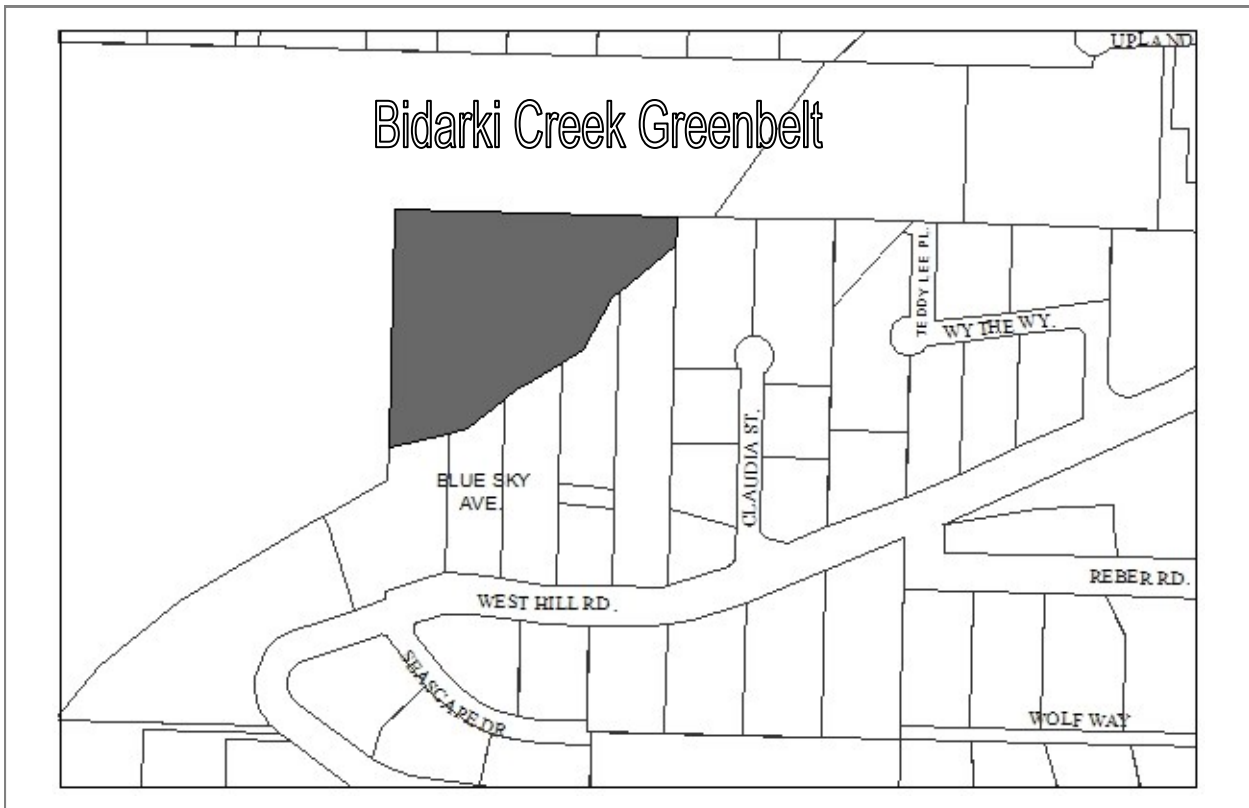 UPLAND
Bidarki Creek Greenbelt
TEDDY LEE PL.
WYTHE WY.
CLAUDIA ST.
BLUE SKY
AVE.
REBER RD.
WEST HILL RD.
SEASCAPE DR
WOLF WAY